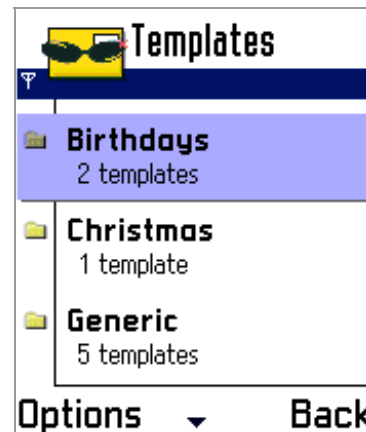 Templates
Birthdays
2 templates
Christmas
1 template
Generic
5 templates
Options Back